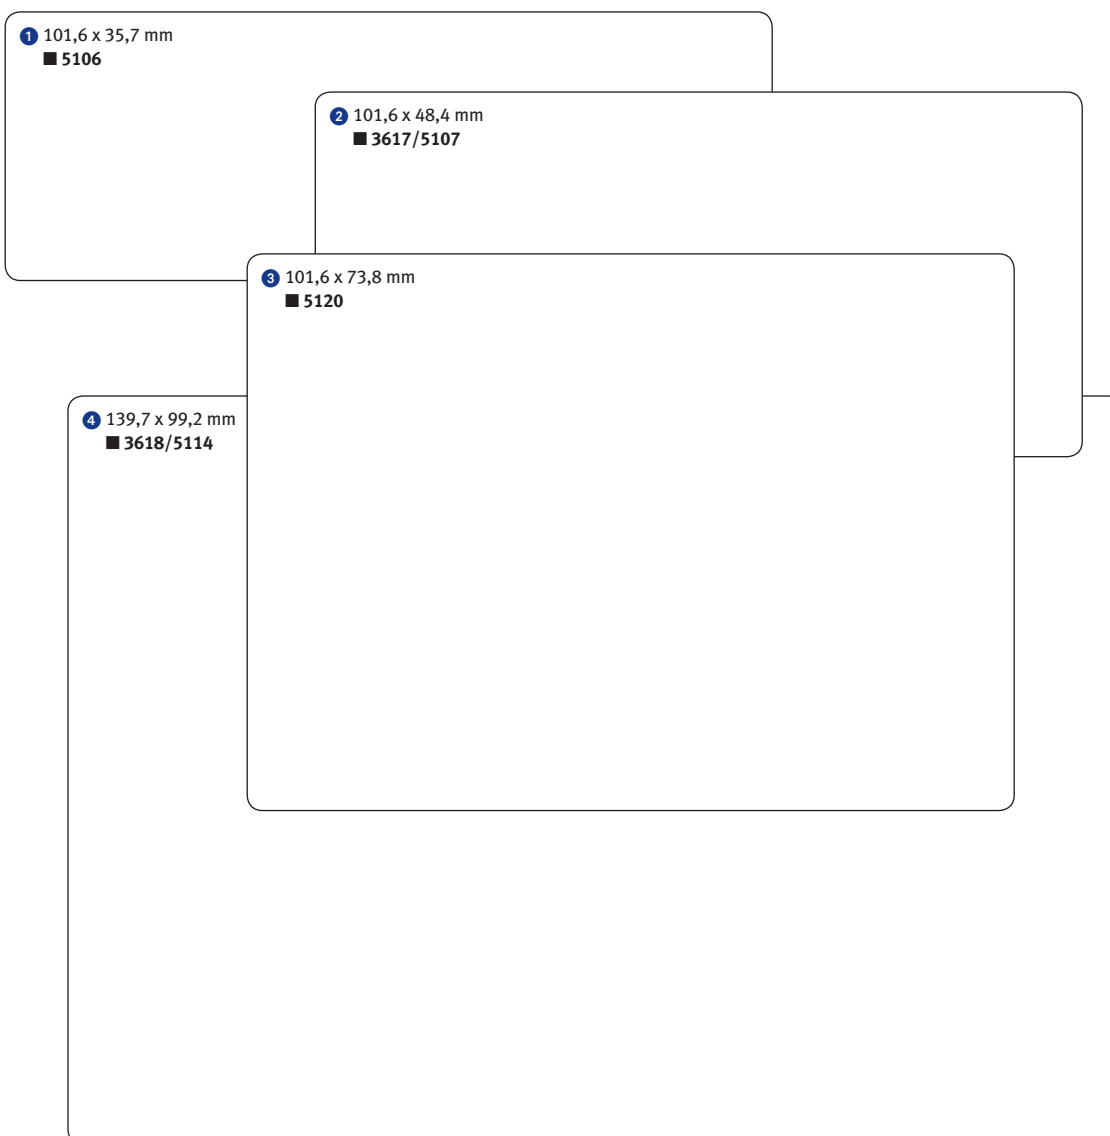 1 101,6 x 35,7 mm
■ 5106
2 101,6 x 48,4 mm
■ 3617/5107
3 101,6 x 73,8 mm
■ 5120
4 139,7 x 99,2 mm
■ 3618/5114